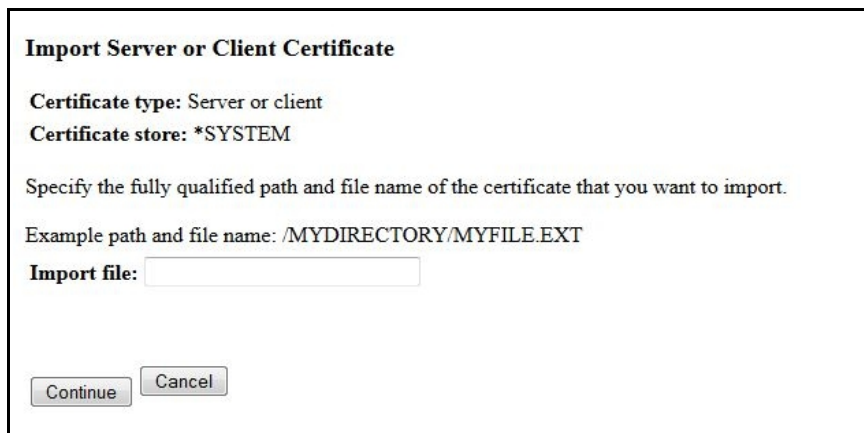 Import Server or Client Certificate
Certificate type: Server or client
Certificate store: *SYSTEM
Specify the fully qualified path and file name of the certificate that you want to import.
Example path and file name: /MYDIRECTORY/MYFILE.EXT
Import file:
Continue Cancel